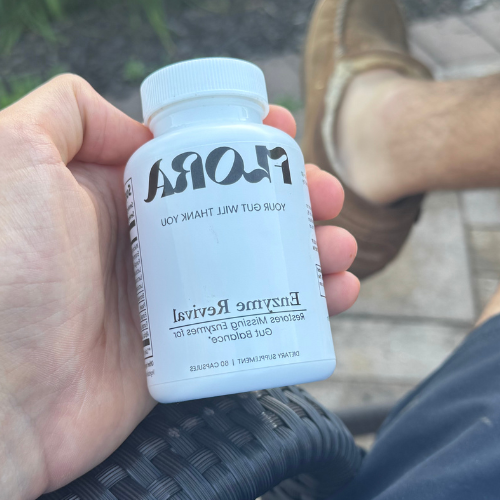 FLORA
YOUR GUT WILL THANK YOU
Enzyme Revival
Restores Missing Enzymes for
Gut Balance*
DIETARY SUPPLEMENT | 60 CAPSULES